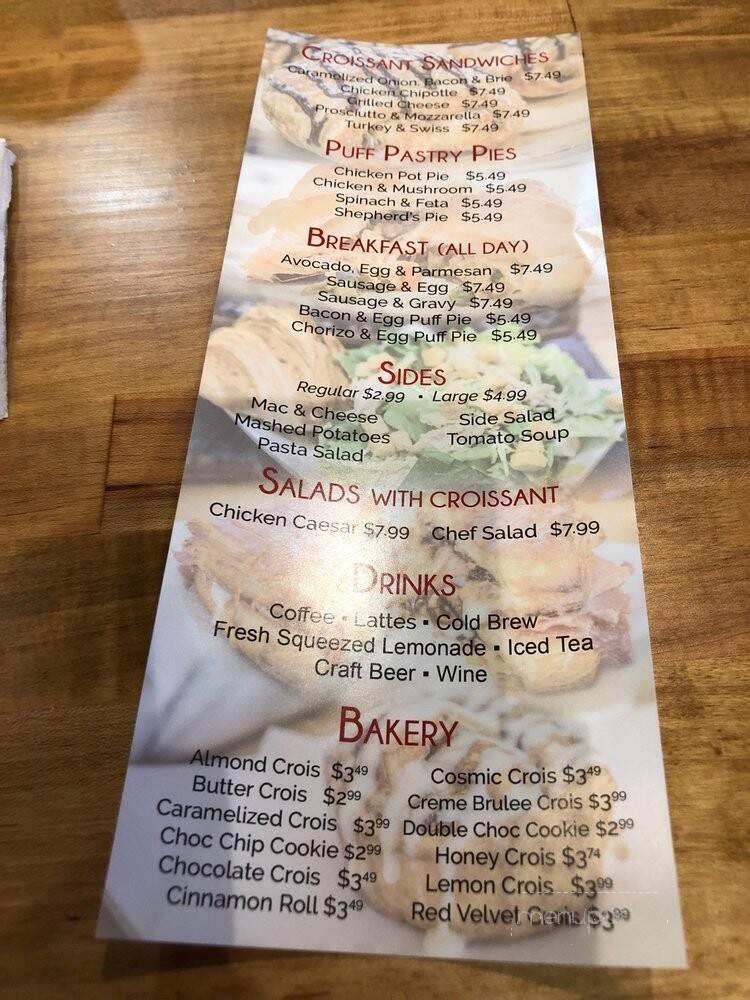 CROISSANT SANDWICHES
Caramolized Onion, Bacon & Brie $7.49
Chicken Chipotle $7.49
Grilled Cheese $7.49
Prosciutto & Mozzarella $7.49
Turkey & Swiss $7.49
PUFF PASTRY PIES
Chicken Pot Pie $5.49
Chicken & Mushroom $5.49
Spinach & Feta $5.49
Shepherd's Pie $5.49
BREAKFAST (ALL DAY)
Avocado, Egg & Parmesan $7.49
Sausage & Egg $7.49
Sausage & Gravy $7.49
Bacon & Egg Puff Pie $5.49
Chorizo & Egg Puff Pie $5.49
SIDES
Regular $2.99 • Large $4.99
Mac & Cheese Side Salad
Mashed Potatoes Tomato Soup
Pasta Salad
SALADS WITH CROISSANT
Chicken Caesar $7.99 Chef Salad $7.99
DRINKS
Coffee ▪ Lattes ▪ Cold Brew
Fresh Squeezed Lemonade ▪ Iced Tea
Craft Beer ▪ Wine
BAKERY
Almond Crois $3.49 Cosmic Crois $3.49
Butter Crois $2.99 Creme Brulee Crois $3.99
Caramelized Crois $3.99 Double Choc Cookie $2.99
Choc Chip Cookie $2.99 Honey Crois $3.74
Chocolate Crois $3.49 Lemon Crois $3.99
Cinnamon Roll $3.49 Red Velvet Crois $3.99